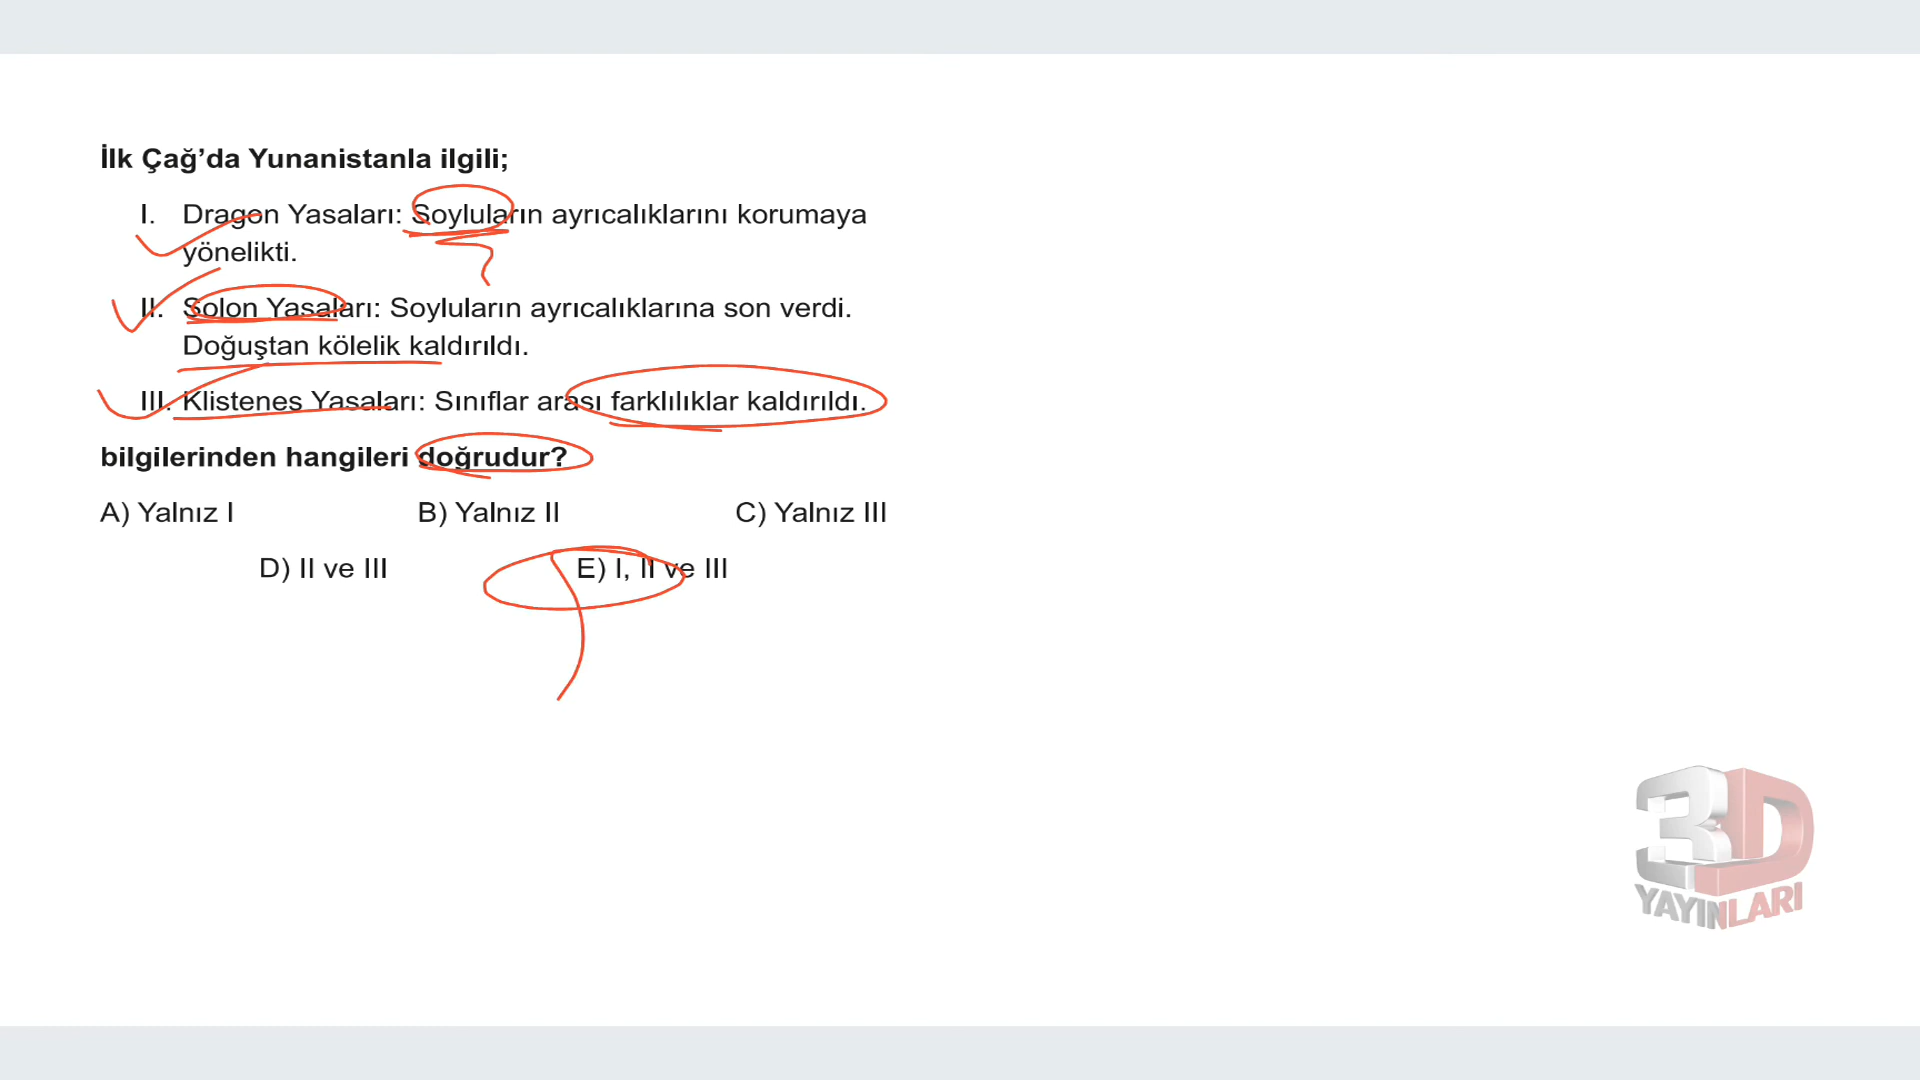 İlk Çağ’da Yunanistanla ilgili;
I. Dragon Yasaları: Soyluların ayrıcalıklarını korumaya
yönelikti.
II. Solon Yasaları: Soyluların ayrıcalıklarına son verdi.
Doğuştan kölelik kaldırıldı.
III. Klistenes Yasaları: Sınıflar arası farklılıklar kaldırıldı.
bilgilerinden hangileri doğrudur?
A) Yalnız I B) Yalnız II C) Yalnız III
D) II ve III E) I, II ve III
3D
YAYINLARI